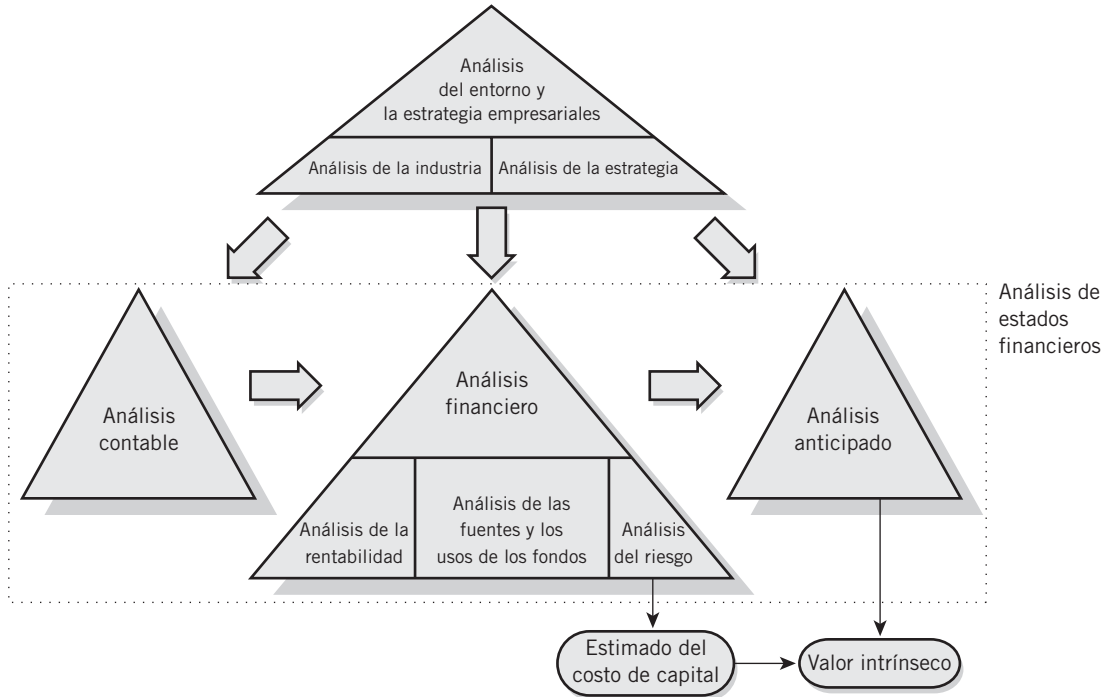 Análisis
del entorno y
la estrategia empresariales
Análisis de la industria
Análisis de la estrategia
Análisis de
estados
financieros
Análisis
contable
Análisis
financiero
Análisis de la
rentabilidad
Análisis de las
fuentes y los
usos de los fondos
Análisis
del riesgo
Análisis
anticipado
Estimado del
costo de capital
Valor intrínseco